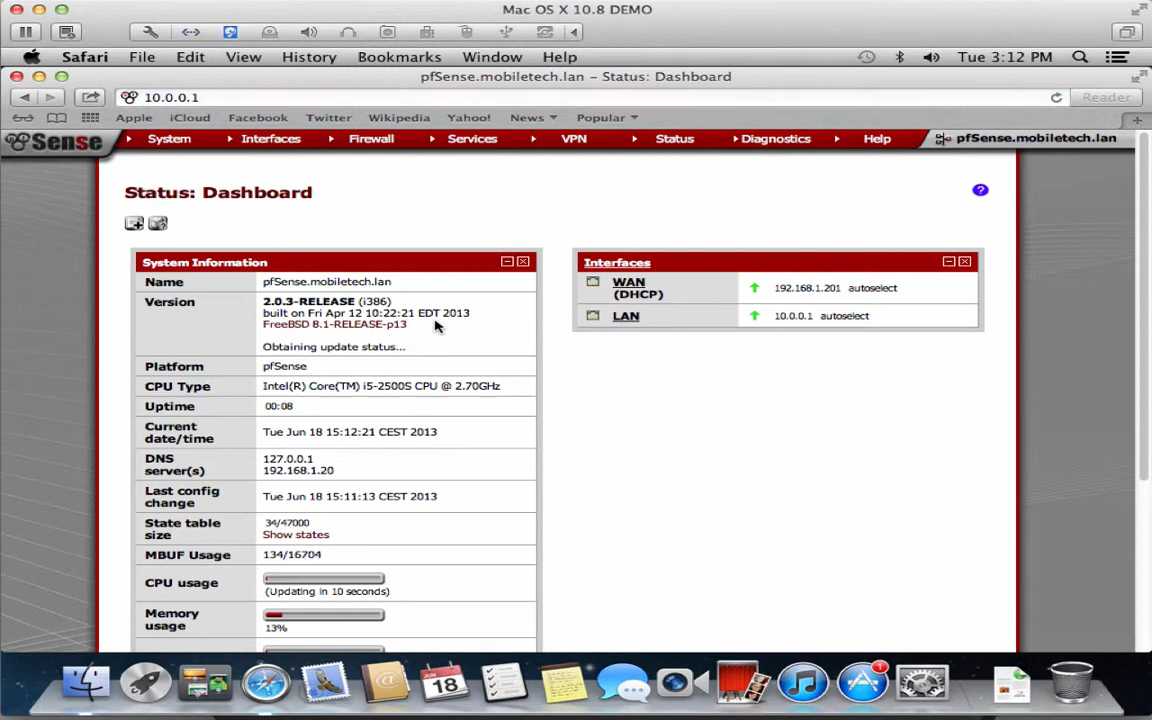 Mac OS X 10.8 DEMO
Safari File Edit View History Bookmarks Window Help Tue 3:12 PM
pfSense.mobiletech.lan – Status: Dashboard
10.0.0.1 Reader
Apple iCloud Facebook Twitter Wikipedia Yahoo! News Popular
Sense System Interfaces Firewall Services VPN Status Diagnostics Help pfSense.mobiletech.lan
Status: Dashboard
?
System Information
Name pfSense.mobiletech.lan
Version 2.0.3-RELEASE (i386)
built on Fri Apr 12 10:22:21 EDT 2013
FreeBSD 8.1-RELEASE-p13
Obtaining update status...
Platform pfSense
CPU Type Intel(R) Core(TM) i5-2500S CPU @ 2.70GHz
Uptime 00:08
Current
date/time Tue Jun 18 15:12:21 CEST 2013
DNS 127.0.0.1
server(s) 192.168.1.20
Last config
change Tue Jun 18 15:11:13 CEST 2013
State table 34/47000
size Show states
MBUF Usage 134/16704
CPU usage
(Updating in 10 seconds)
Memory
usage
13%
Interfaces
WAN
(DHCP) 192.168.1.201 autoselect
LAN 10.0.0.1 autoselect
18
1